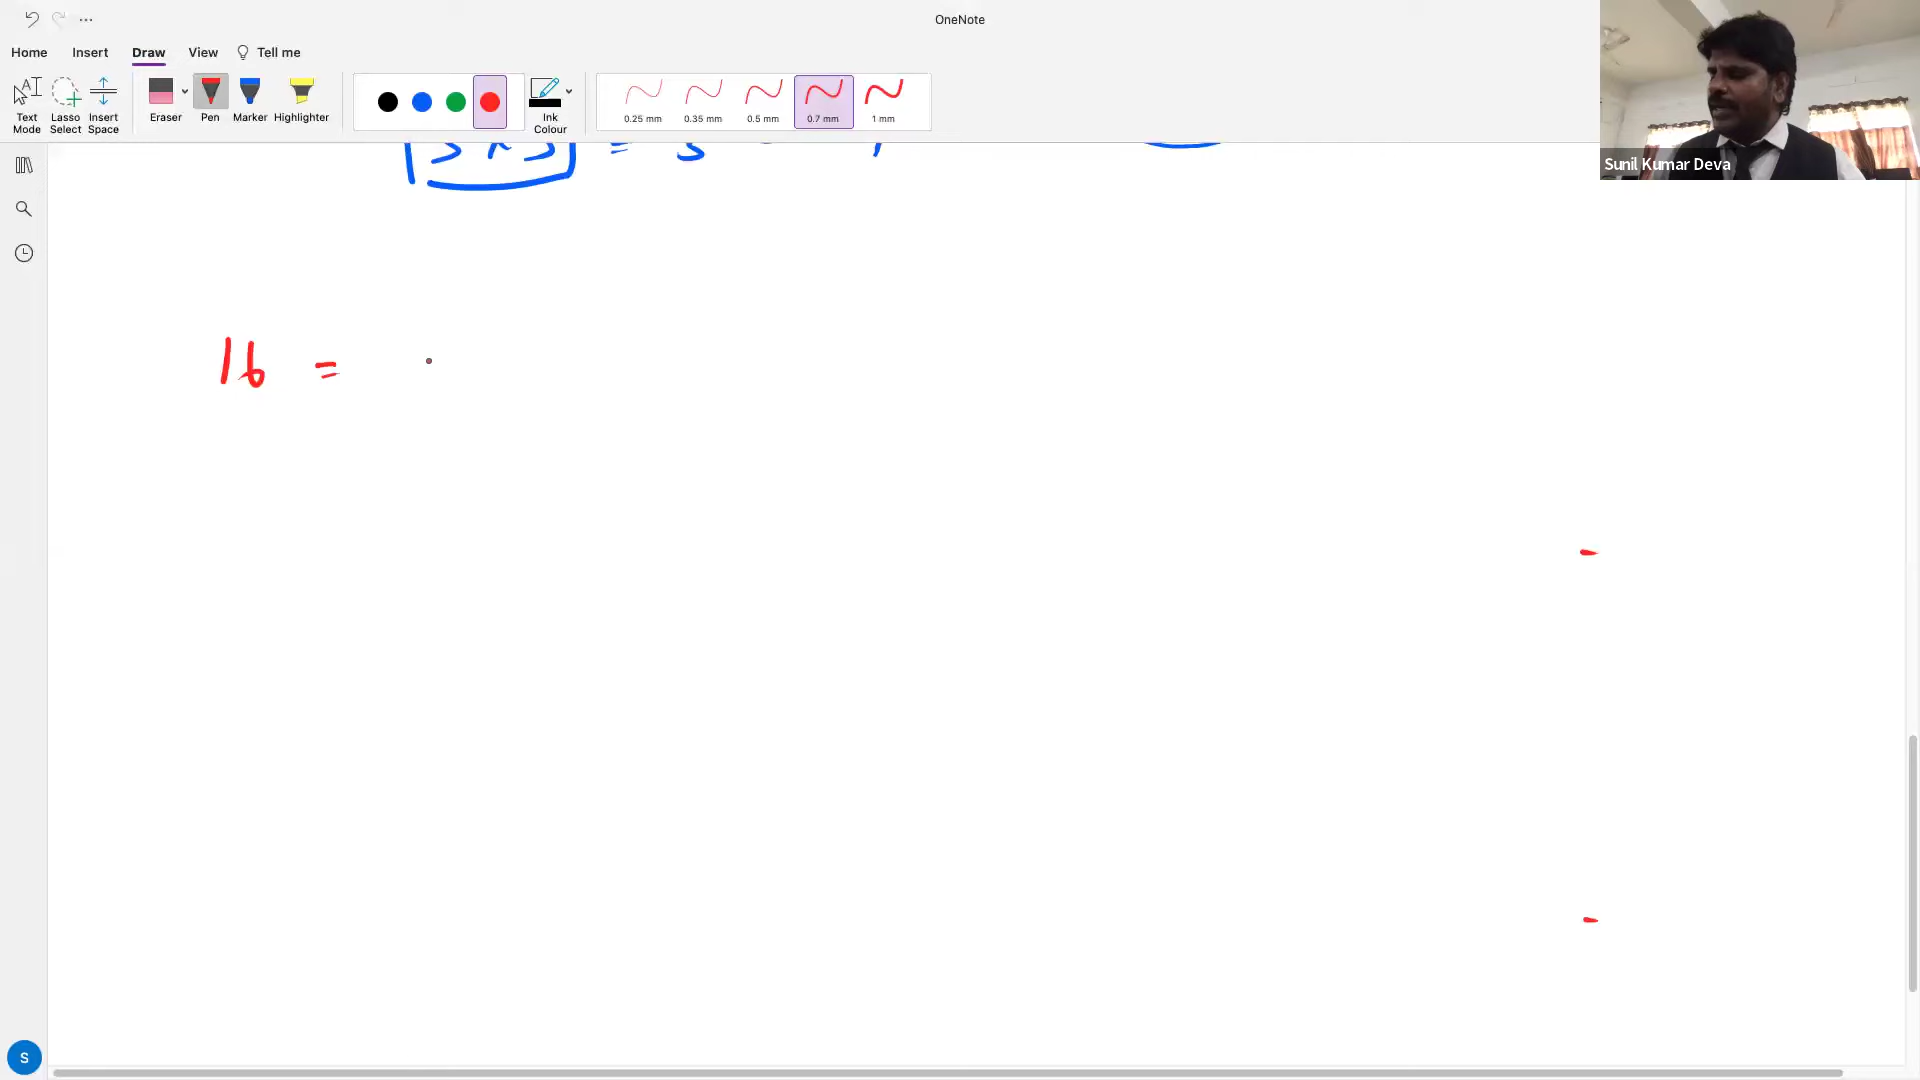 OneNote
Home Insert Draw View Tell me
Text Mode
Lasso Select
Insert Space
Eraser
Pen
Marker
Highlighter
Ink Colour
0.25 mm
0.35 mm
0.5 mm
0.7 mm
1 mm
Sunil Kumar Deva
16 =
S